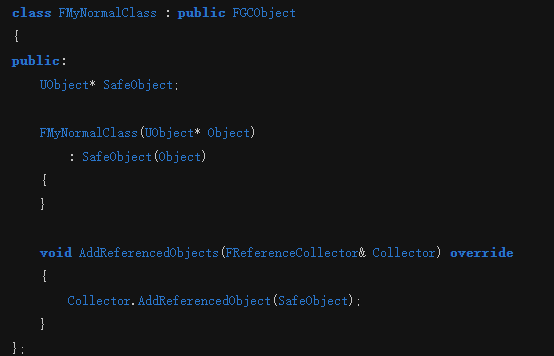 class FMyNormalClass : public FGCObject
{
public:
    UObject* SafeObject;

    FMyNormalClass(UObject* Object)
        : SafeObject(Object)
    {
    }

    void AddReferencedObjects(FReferenceCollector& Collector) override
    {
        Collector.AddReferencedObject(SafeObject);
    }
};